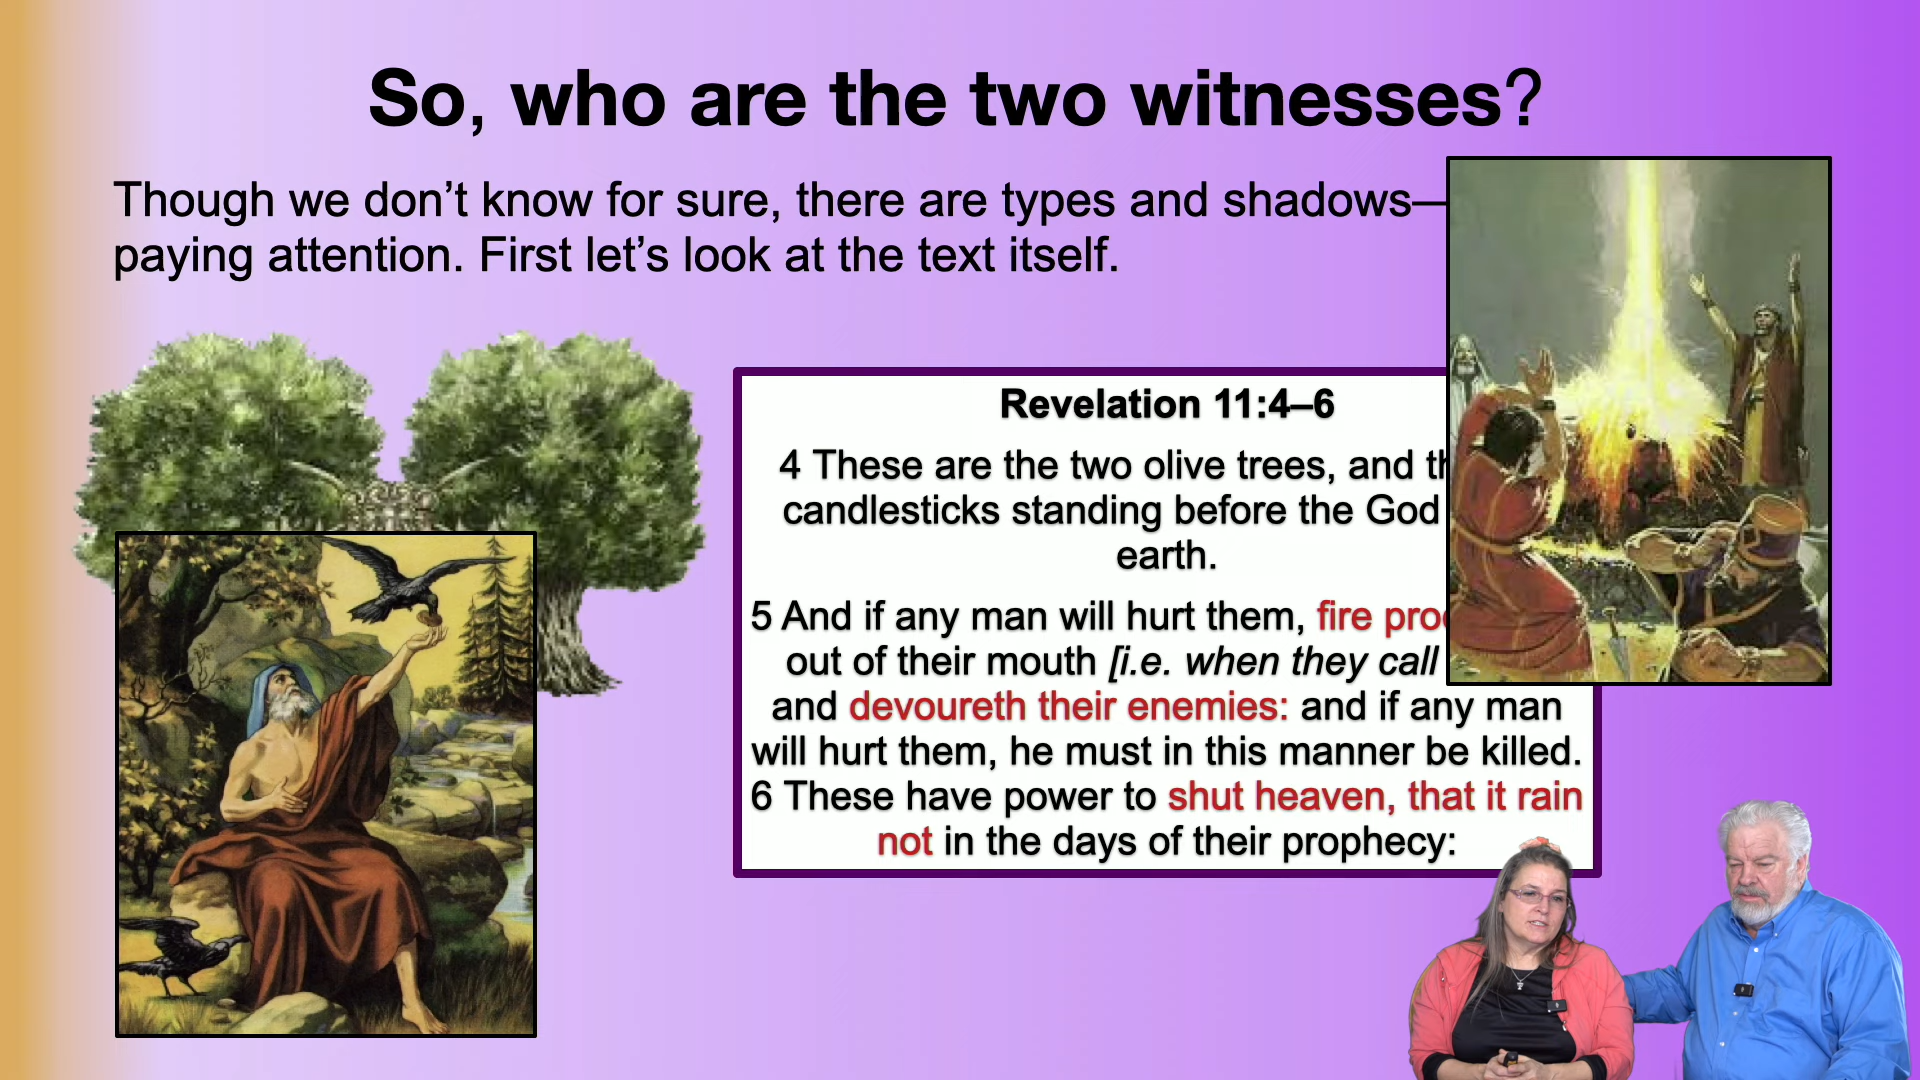 So, who are the two witnesses?
Though we don’t know for sure, there are types and shadows—
paying attention. First let’s look at the text itself.
Revelation 11:4–6
4 These are the two olive trees, and
candlesticks standing before the God
earth.
5 And if any man will hurt them, fire
out of their mouth [i.e. when they call
and devoureth their enemies: and if any man
will hurt them, he must in this manner be killed.
6 These have power to shut heaven, that it rain
not in the days of their prophecy: